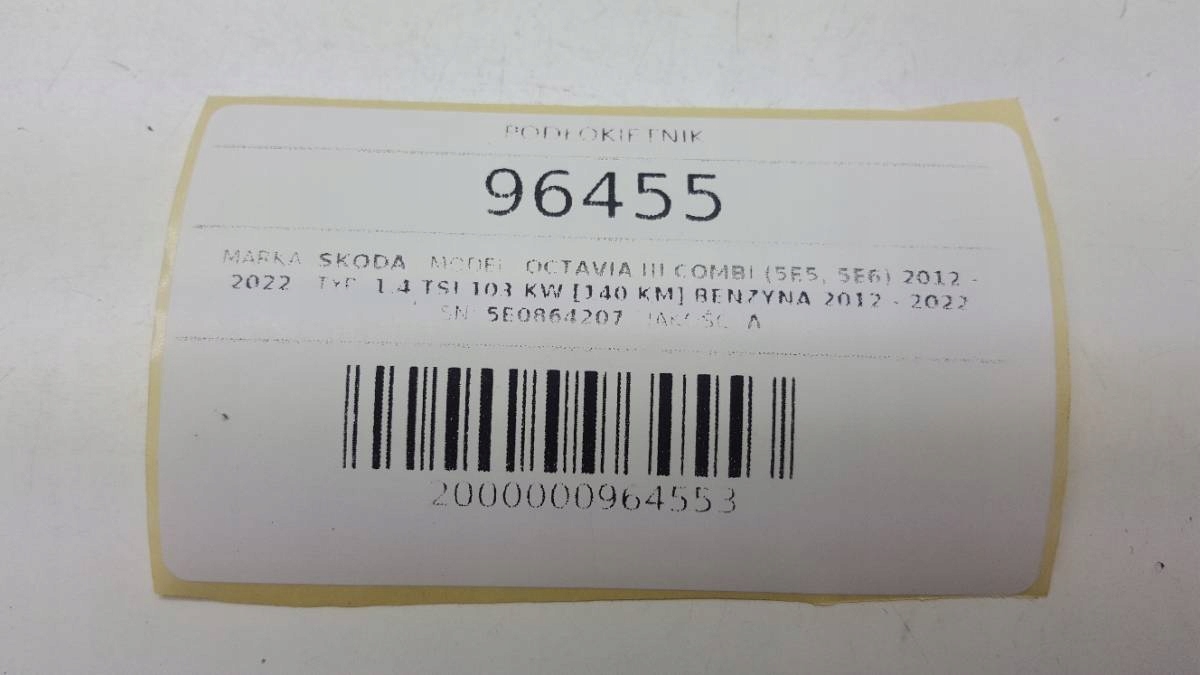 PODŁOKIETNIK
96455
MARKA SKODA MODEL OCTAVIA III COMBI (5E5, 5E6) 2012 -
2022 TYP 1.4 TSI 103 KW [140 KM] BENZYNA 2012 - 2022
SN: 5E0864207 JAKOŚĆ A
2000000964553